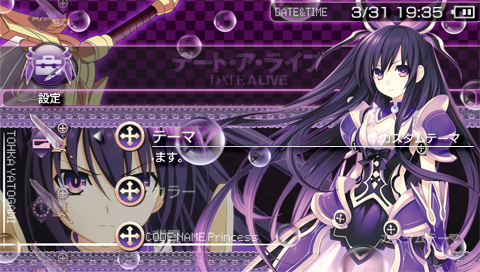 DATE&TIME 3/31 19:35
デート・ア・ライブ
DATE A LIVE
設定
テーマ
カスタムテーマ
ます。
カラー
TOHKA YATOGAMI
CODE NAME Princess